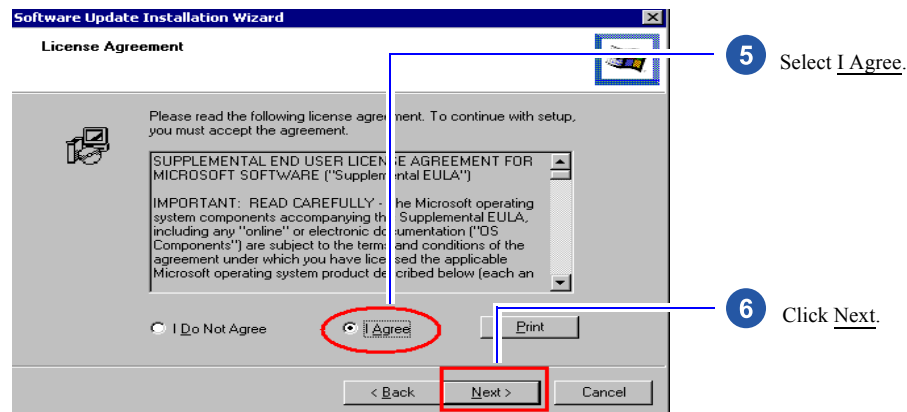 Software Update Installation Wizard
License Agreement
5 Select I Agree.
Please read the following license agreement. To continue with setup,
you must accept the agreement.
SUPPLEMENTAL END USER LICENSE AGREEMENT FOR
MICROSOFT SOFTWARE ("Supplemental EULA")
IMPORTANT: READ CAREFULLY - The Microsoft operating
system components accompanying this Supplemental EULA,
including any "online" or electronic documentation ("OS
Components") are subject to the terms and conditions of the
agreement under which you have licensed the applicable
Microsoft operating system product described below (each an
I Do Not Agree
I Agree
Print
6 Click Next.
< Back
Next >
Cancel